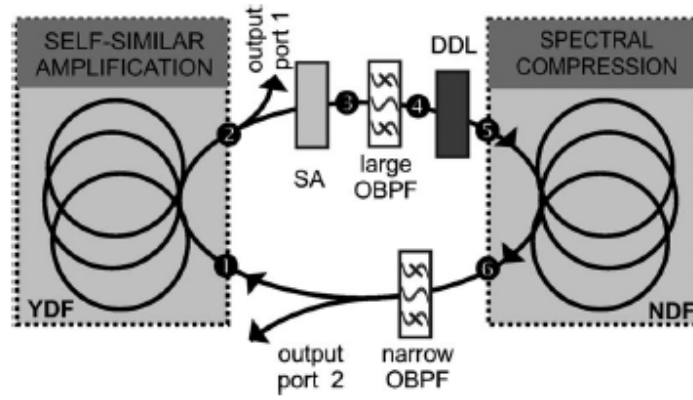 SELF-SIMILAR
AMPLIFICATION
output
port 1
DDL
SPECTRAL
COMPRESSION
2
3
4
5
SA
large
OBPF
1
6
YDF
NDF
output
port 2
narrow
OBPF